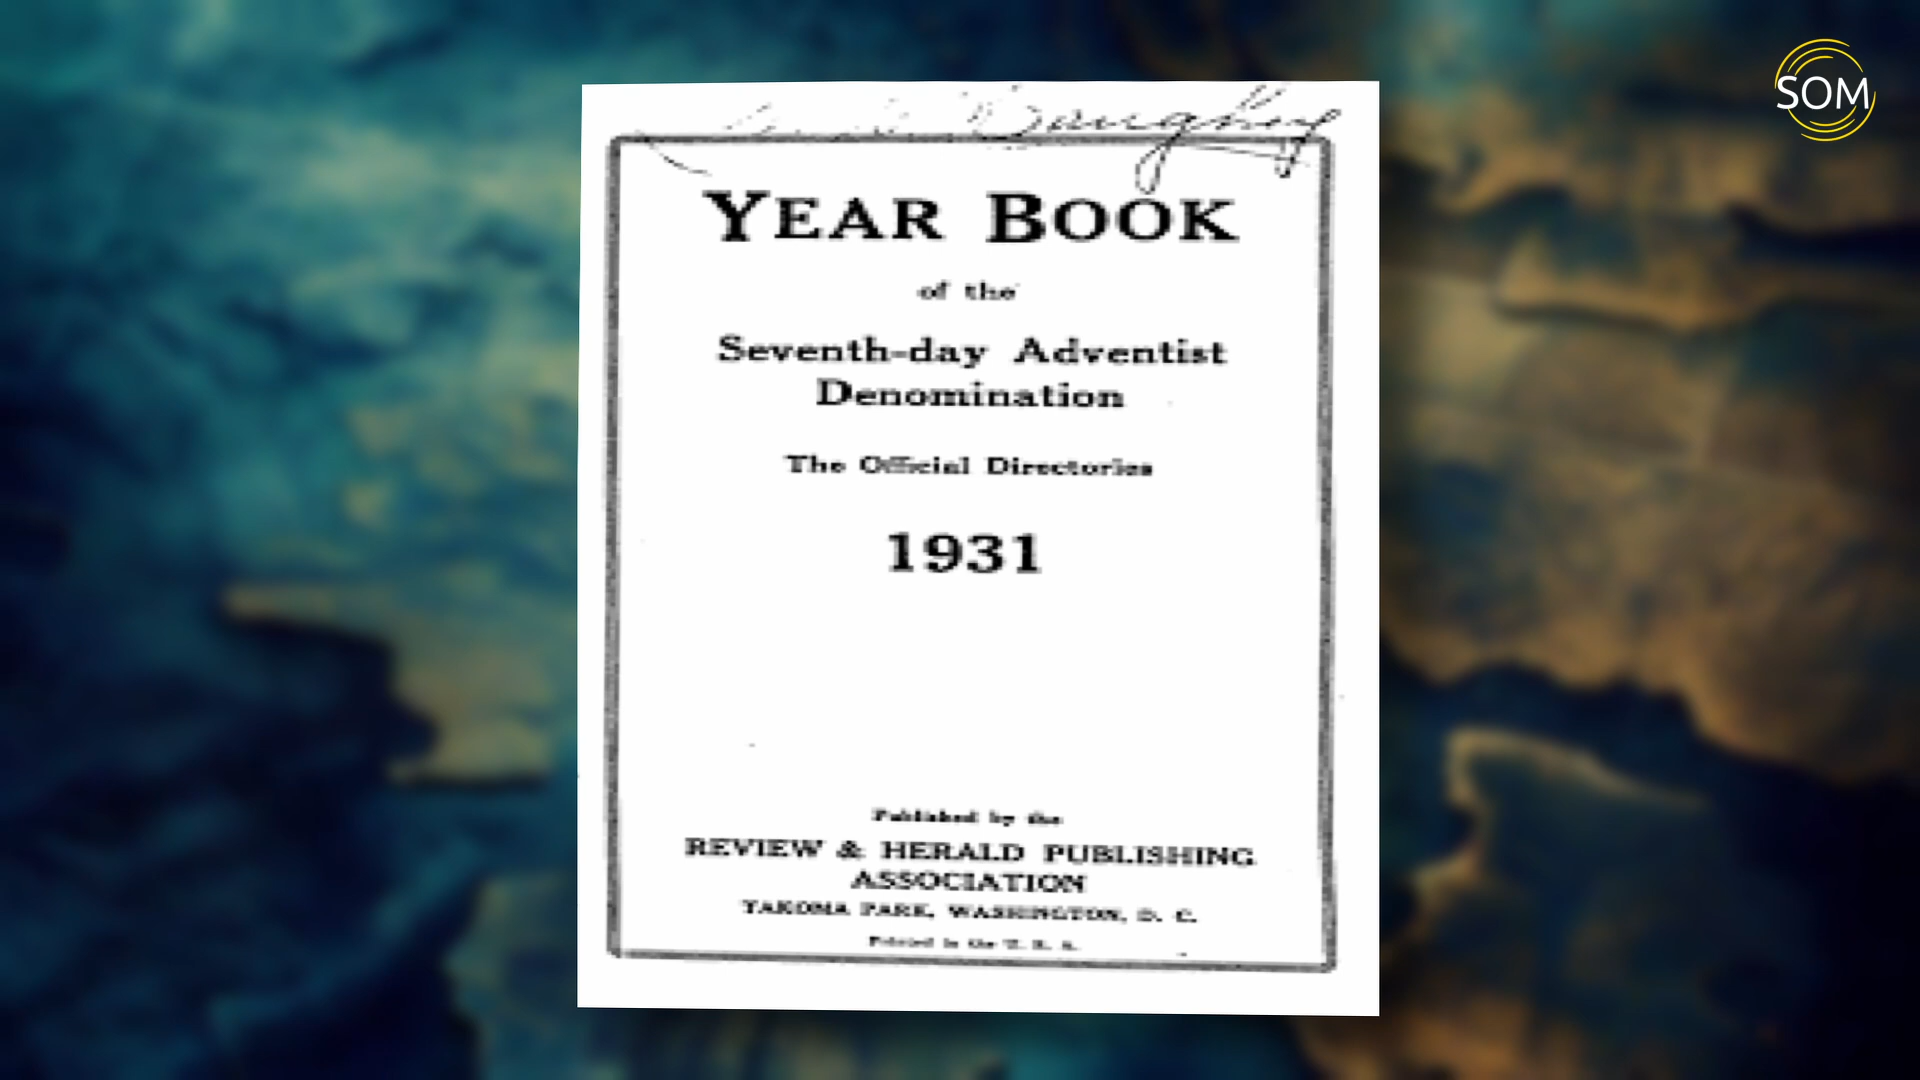 SOM
YEAR BOOK
of the
Seventh-day Adventist
Denomination
The Official Directories
1931
Published by the
REVIEW & HERALD PUBLISHING
ASSOCIATION
TAKOMA PARK, WASHINGTON, D. C.
Printed in the U. S. A.